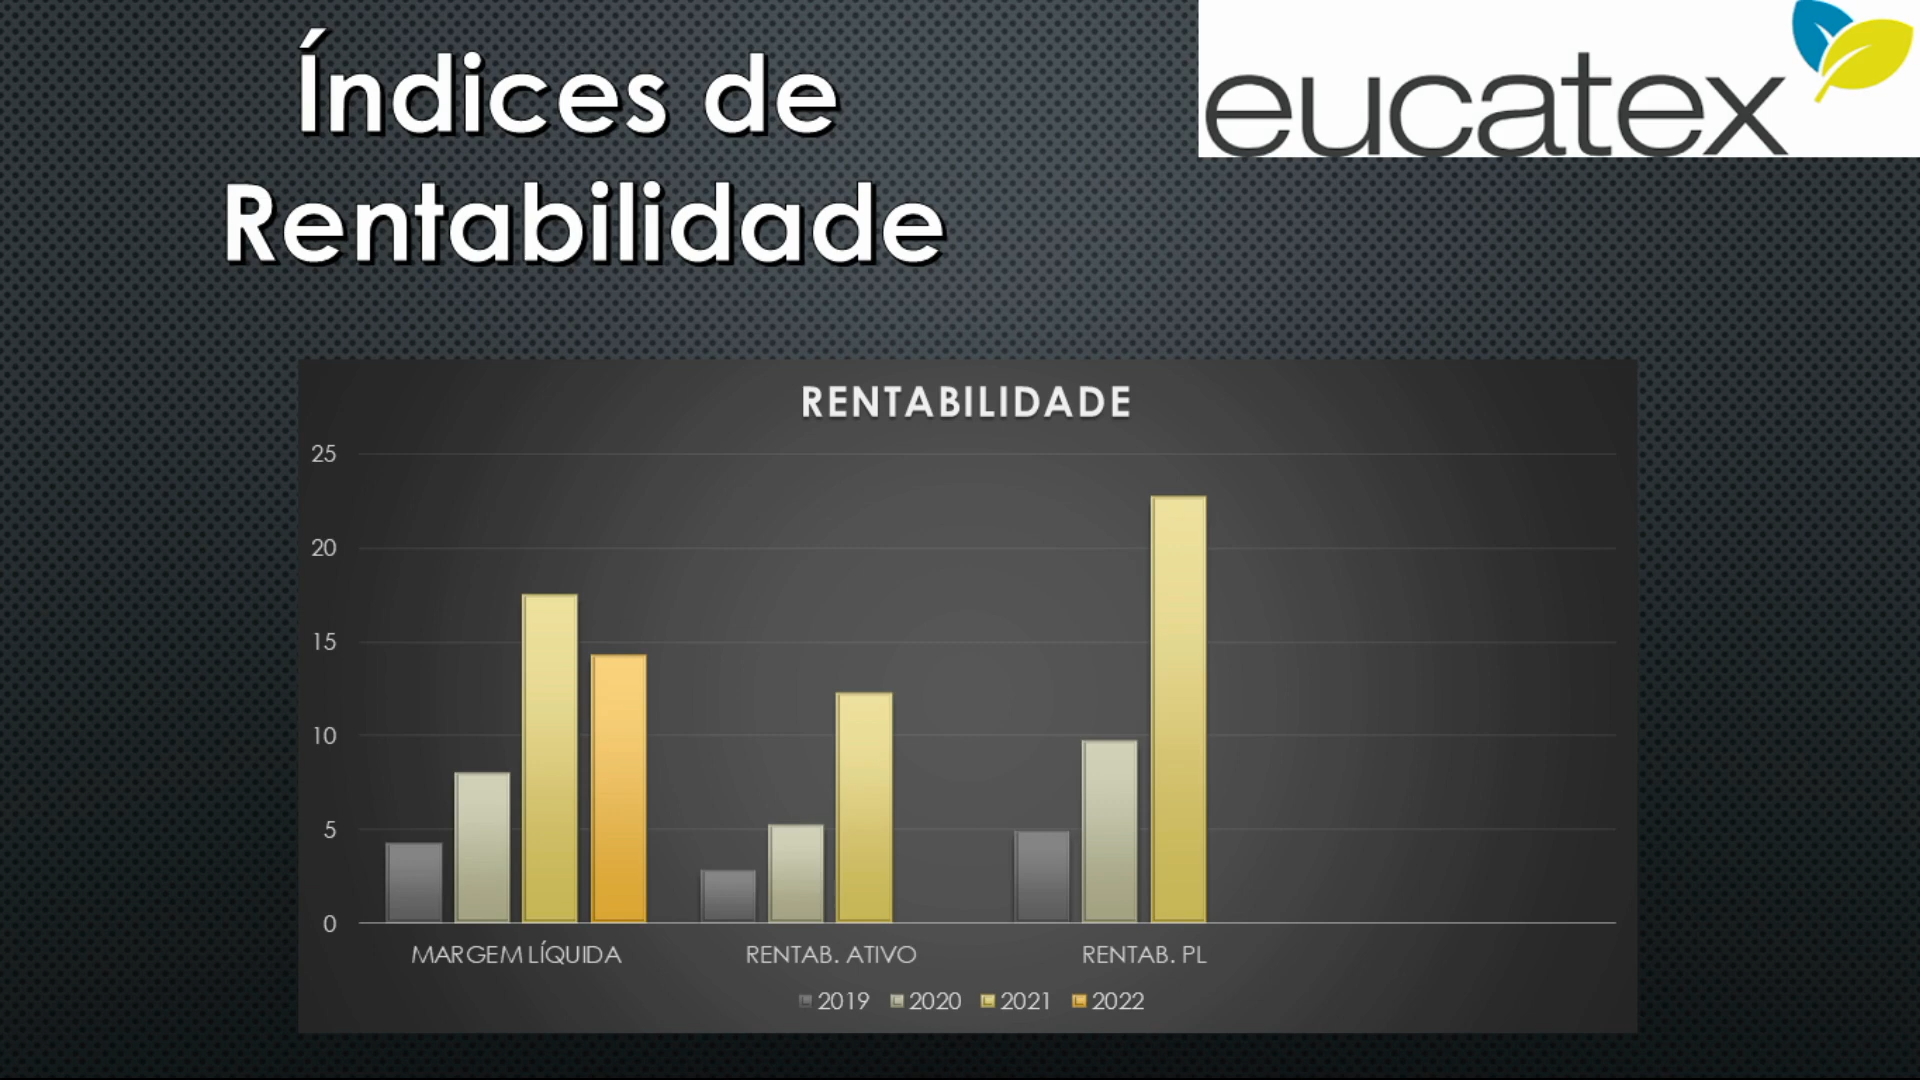 Índices de
Rentabilidade
eucatex
RENTABILIDADE
25
20
15
10
5
0
MARGEM LÍQUIDA RENTAB. ATIVO RENTAB. PL
2019 2020 2021 2022